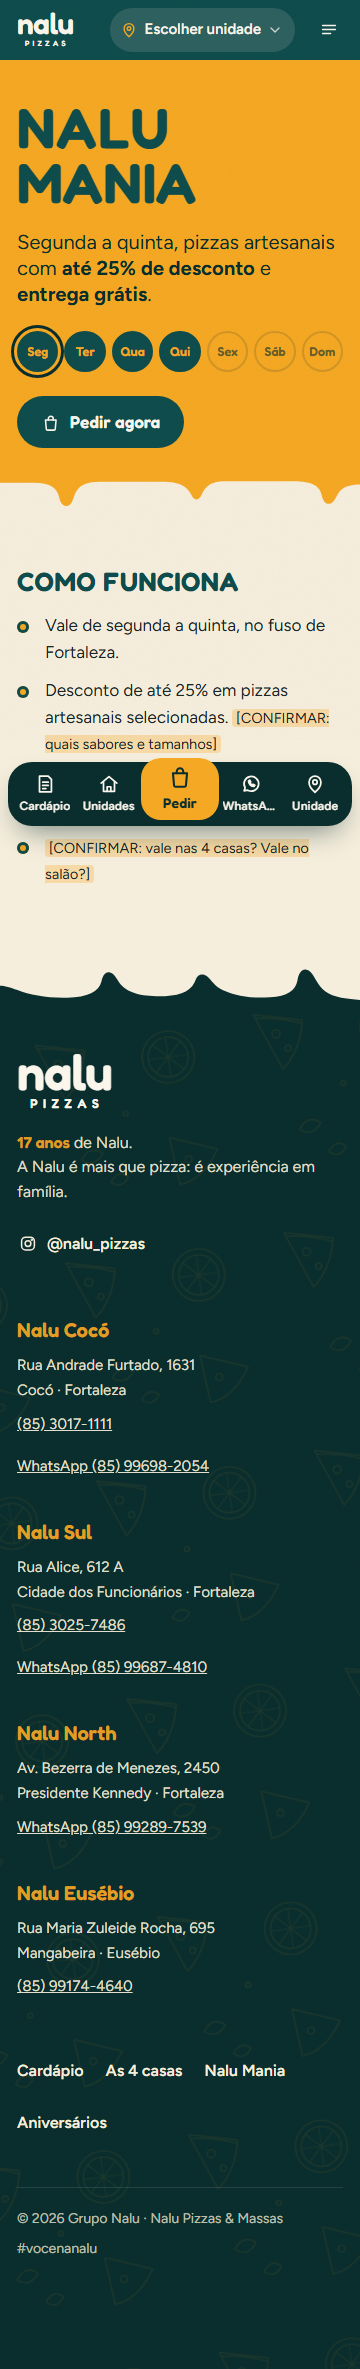 nalu
PIZZAS
Escolher unidade
NALU
MANIA
Segunda a quinta, pizzas artesanais
com até 25% de desconto e
entrega grátis.
Seg Ter Qua Qui Sex Sáb Dom
Pedir agora
COMO FUNCIONA
Vale de segunda a quinta, no fuso de
Fortaleza.
Desconto de até 25% em pizzas
artesanais selecionadas. [CONFIRMAR:
quais sabores e tamanhos]
Cardápio Unidades Pedir WhatsA... Unidade
[CONFIRMAR: vale nas 4 casas? Vale no
salão?]
nalu
PIZZAS
17 anos de Nalu.
A Nalu é mais que pizza: é experiência em
família.
@nalu_pizzas
Nalu Cocó
Rua Andrade Furtado, 1631
Cocó · Fortaleza
(85) 3017-1111
WhatsApp (85) 99698-2054
Nalu Sul
Rua Alice, 612 A
Cidade dos Funcionários · Fortaleza
(85) 3025-7486
WhatsApp (85) 99687-4810
Nalu North
Av. Bezerra de Menezes, 2450
Presidente Kennedy · Fortaleza
WhatsApp (85) 99289-7539
Nalu Eusébio
Rua Maria Zuleide Rocha, 695
Mangabeira · Eusébio
(85) 99174-4640
Cardápio As 4 casas Nalu Mania
Aniversários
© 2026 Grupo Nalu · Nalu Pizzas & Massas
#vocenanalu